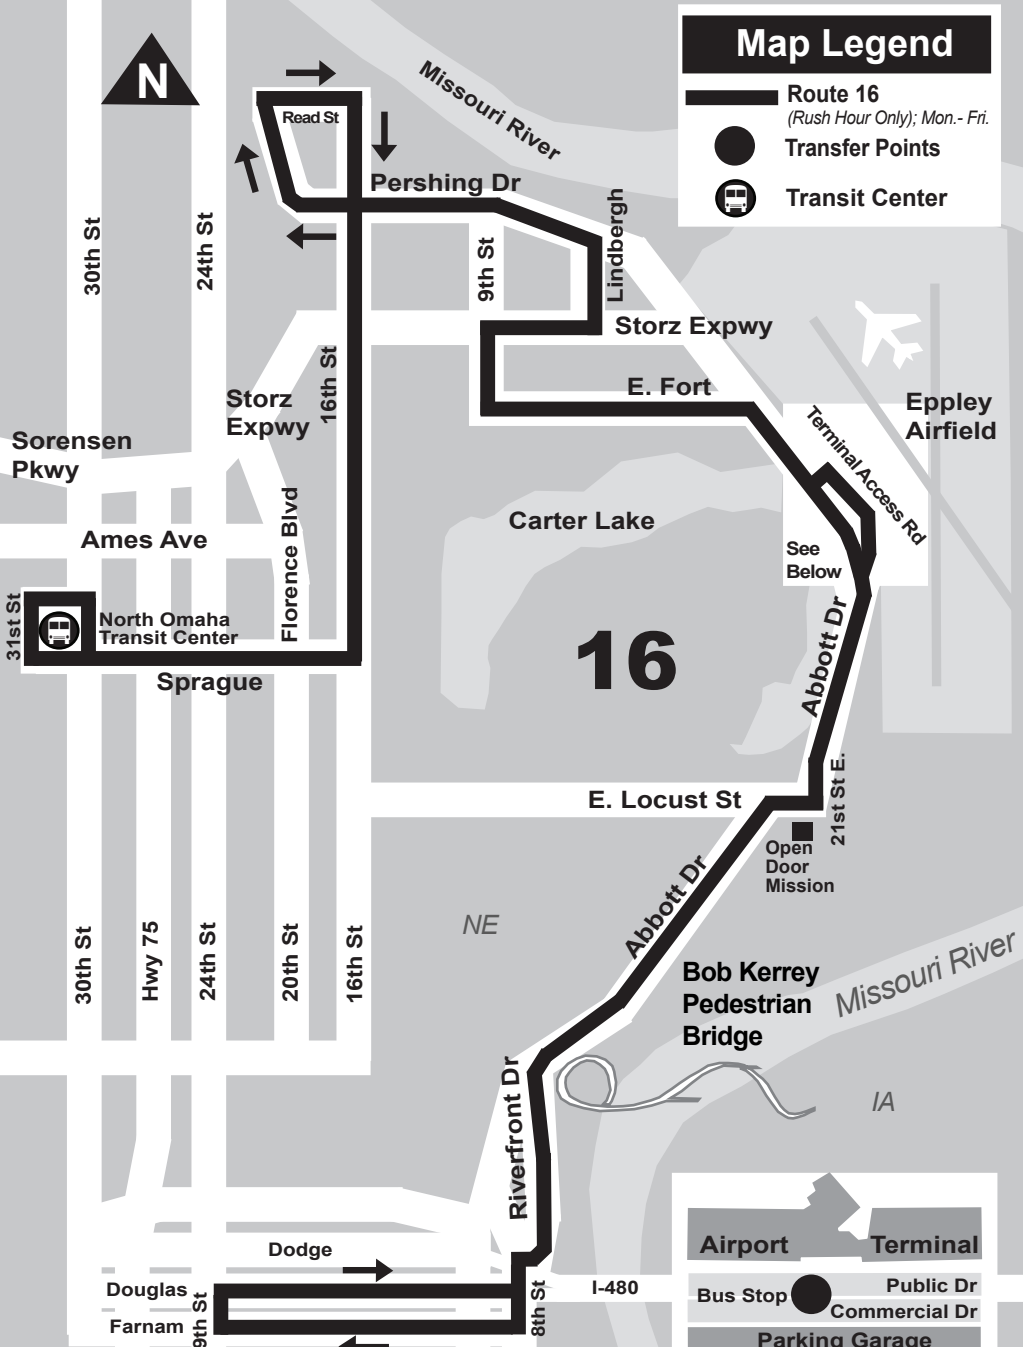 N
Map Legend
Route 16
(Rush Hour Only); Mon.- Fri.
Transfer Points
Transit Center
Missouri River
Read St
Pershing Dr
30th St
24th St
9th St
Lindbergh
Storz Expwy
16th St
E. Fort
Storz
Expwy
Eppley
Airfield
Terminal Access Rd
Sorensen
Pkwy
Florence Blvd
Carter Lake
Ames Ave
See
Below
31st St
North Omaha
Transit Center
Abbott Dr
16
Sprague
E. Locust St
21st St E.
Open
Door
Mission
Abbott Dr
NE
30th St
Hwy 75
24th St
20th St
16th St
Bob Kerrey
Pedestrian
Bridge
Missouri River
IA
Riverfront Dr
Dodge
Douglas
Farnam
9th St
8th St
I-480
Airport Terminal
Bus Stop
Public Dr
Commercial Dr
Parking Garage